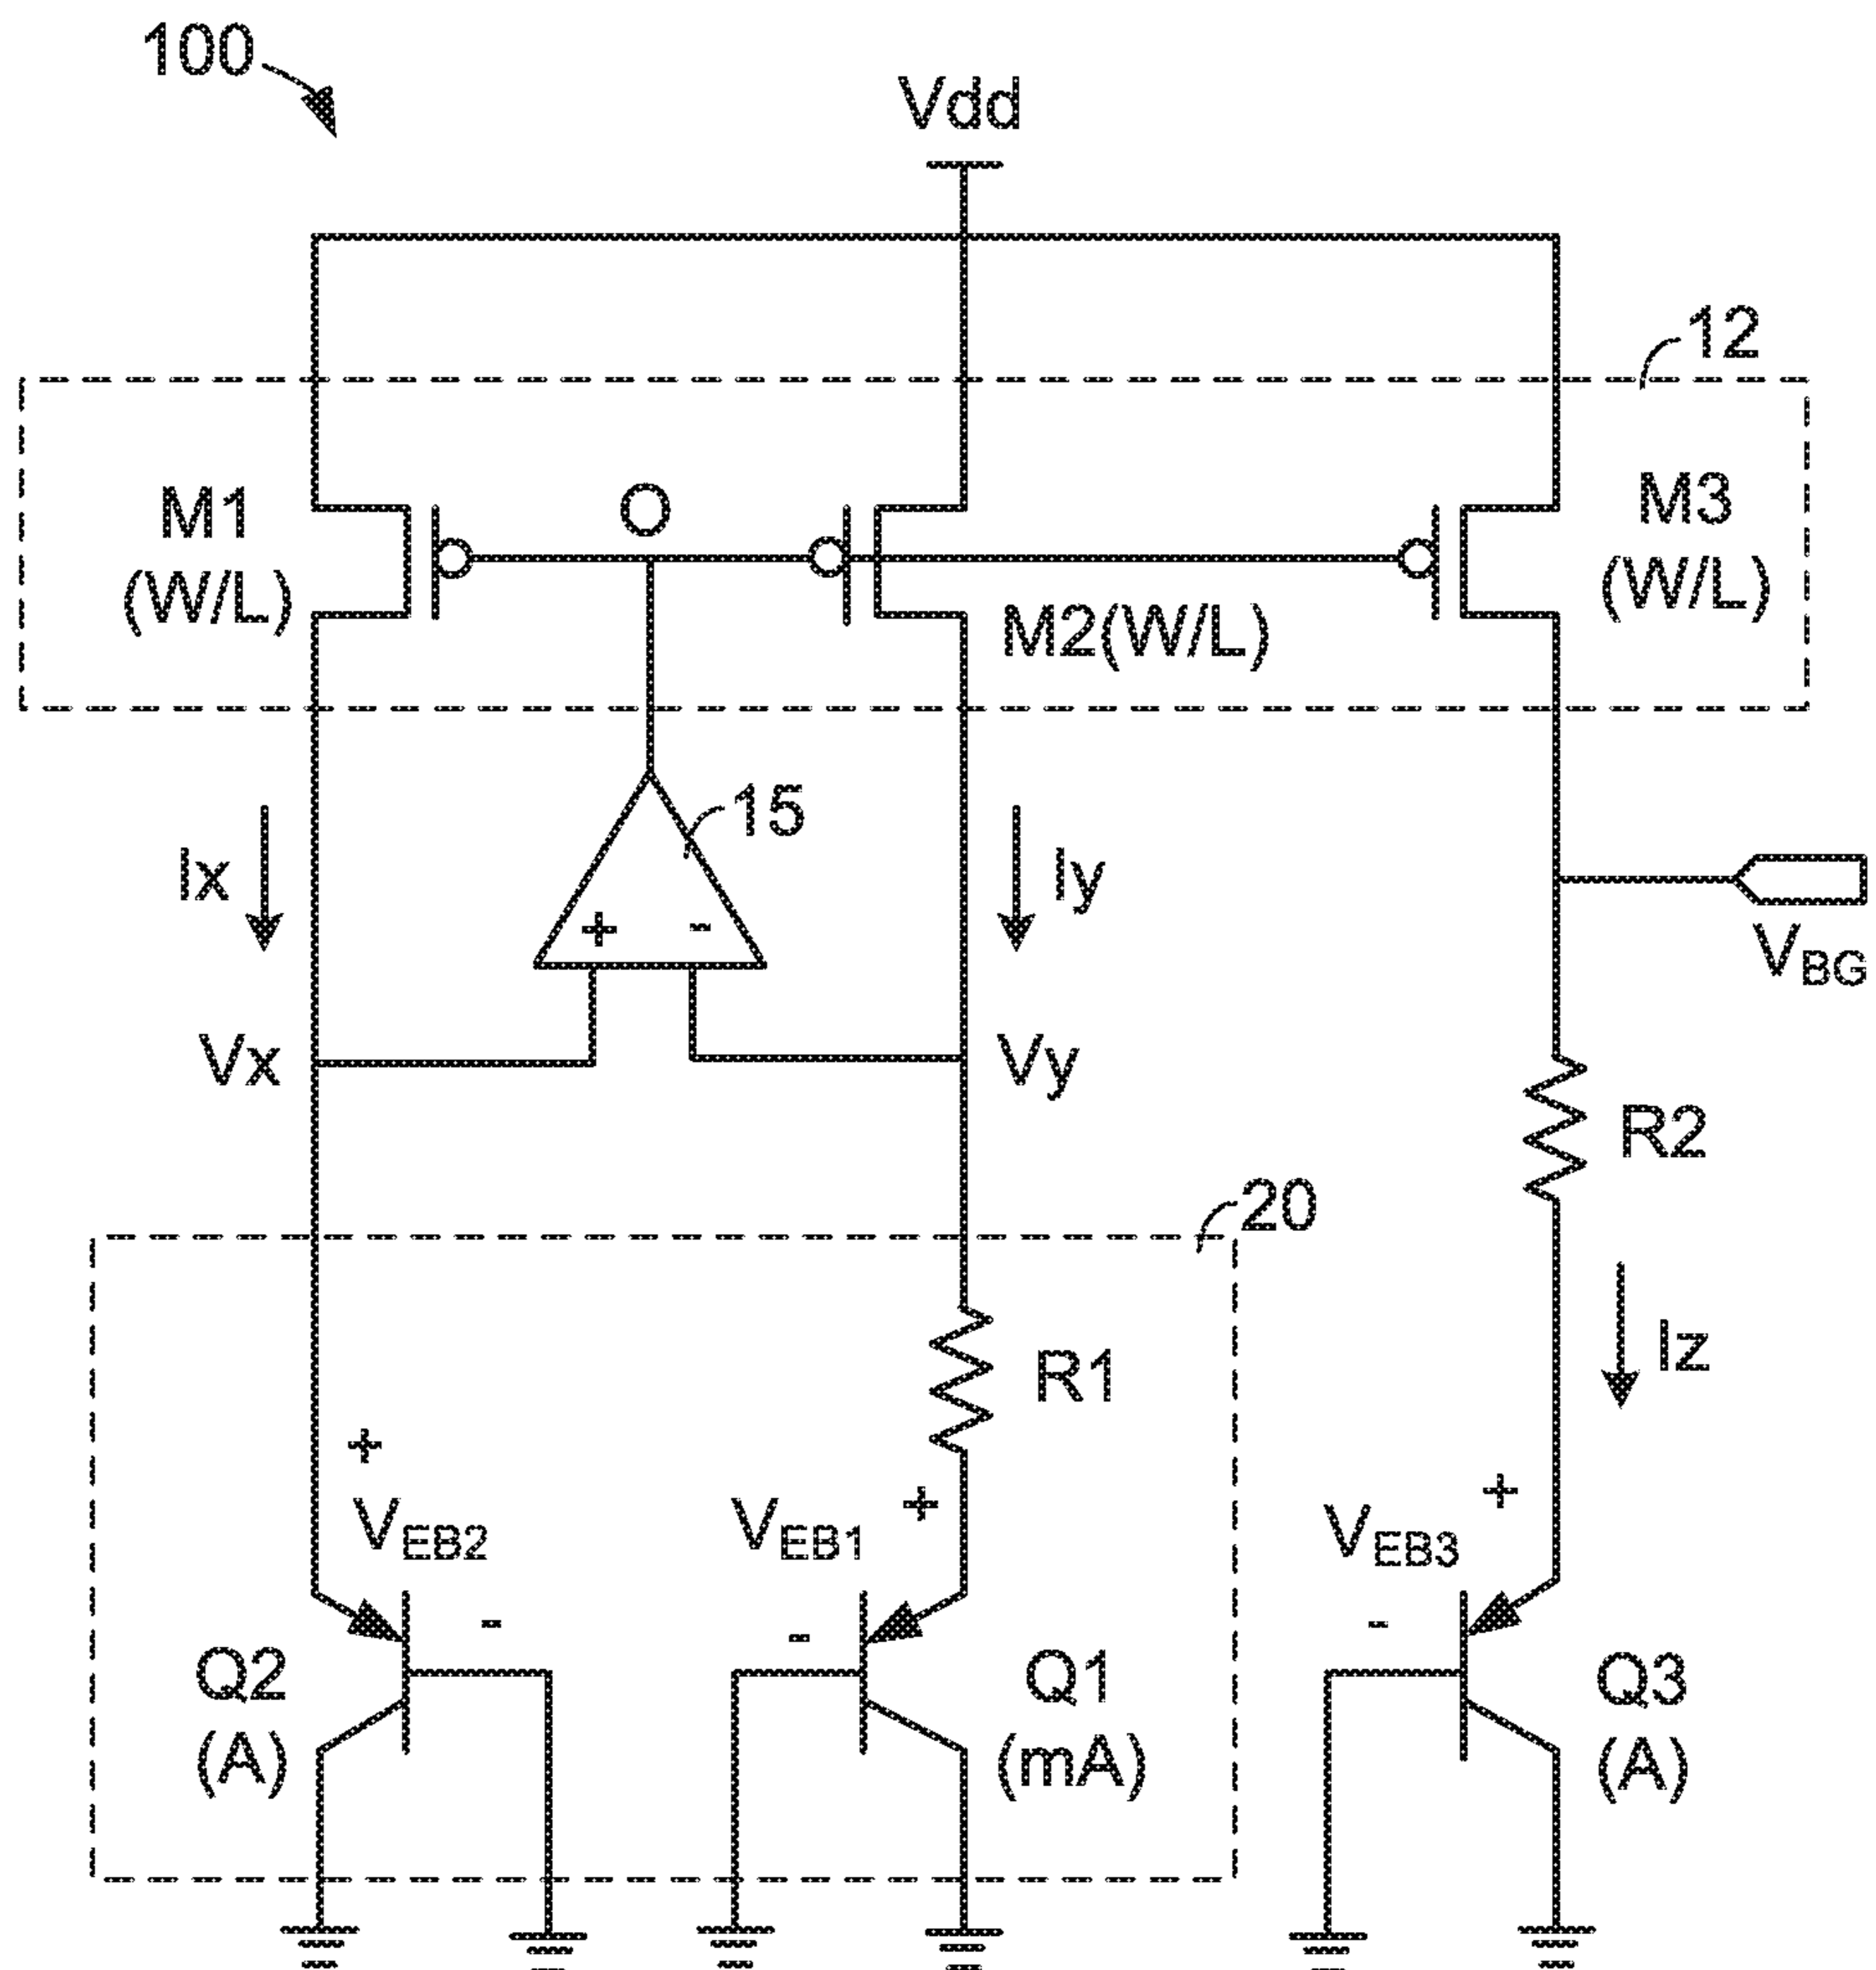 100
Vdd
12
M1
(W/L)
O
M2(W/L)
M3
(W/L)
15
+ -
Ix
Iy
VBG
Vx
Vy
R2
20
R1
Iz
+
VEB2
-
+
VEB1
-
+
VEB3
-
Q2
(A)
Q1
(mA)
Q3
(A)